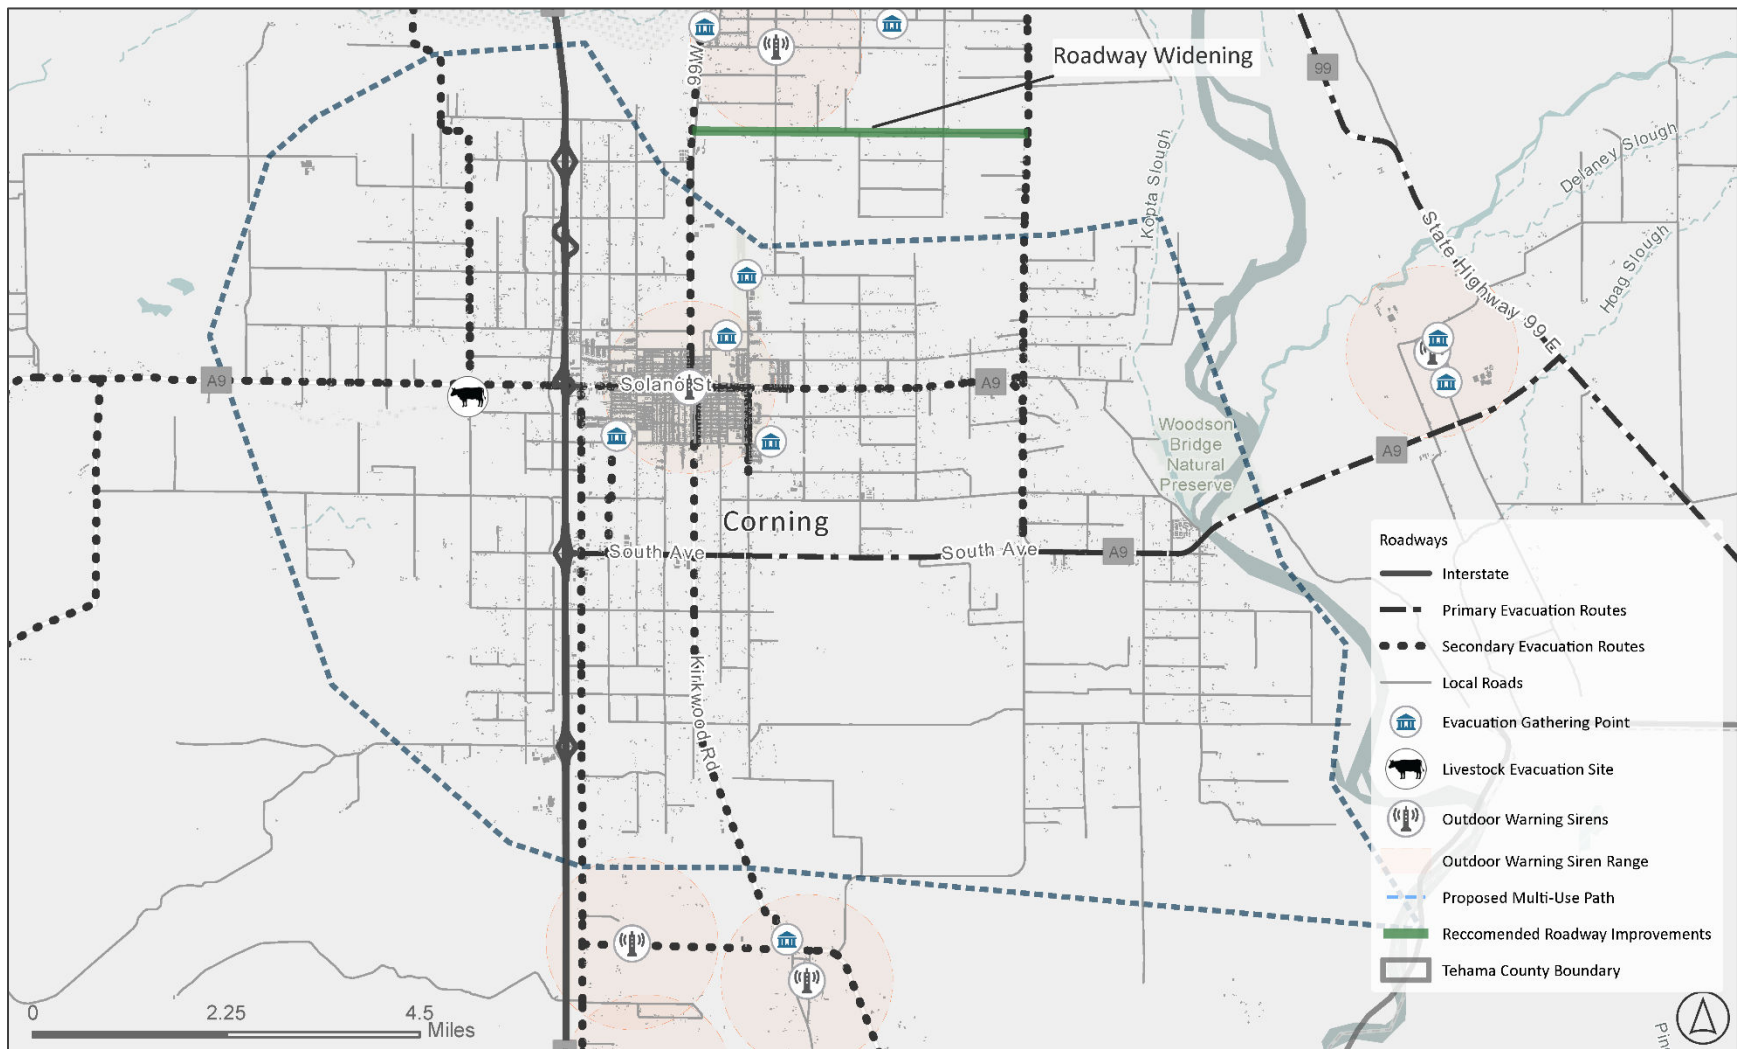 Roadway Widening
99W
99
Kopta Slough
Delaney Slough
State Highway 99 E
Hoag Slough
A9
Solano St
A9
Woodson
Bridge
Natural
Preserve
A9
Corning
South Ave
South Ave
A9
Kirkwood Rd
Roadways
Interstate
Primary Evacuation Routes
Secondary Evacuation Routes
Local Roads
Evacuation Gathering Point
Livestock Evacuation Site
Outdoor Warning Sirens
Outdoor Warning Siren Range
Proposed Multi-Use Path
Reccomended Roadway Improvements
Tehama County Boundary
0
2.25
4.5
Miles